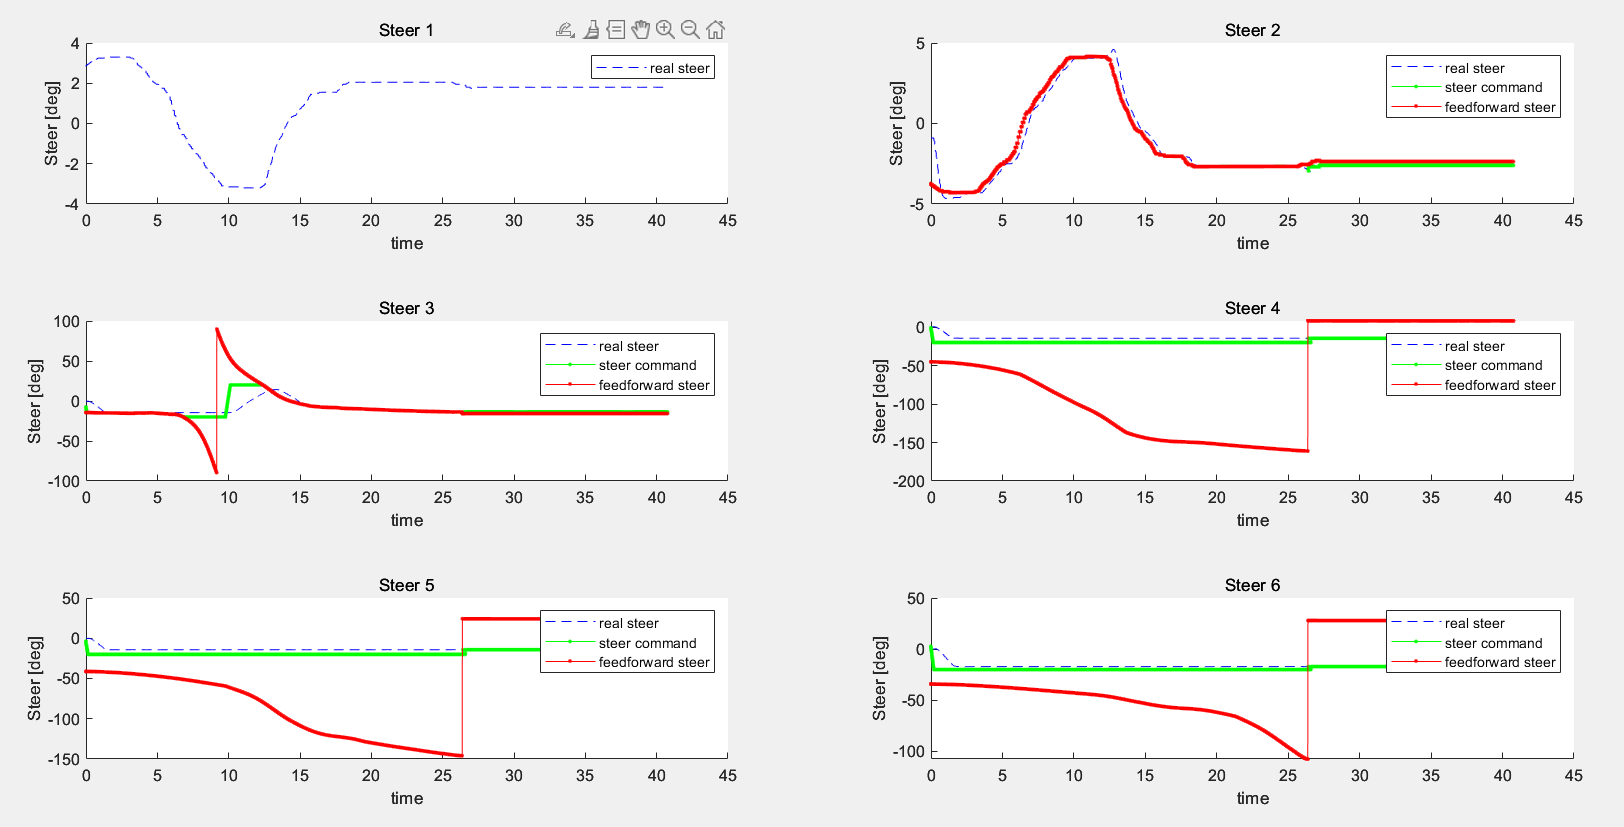 Steer 1
4
2
0
-2
-4
Steer [deg]
real steer
0 5 10 15 20 25 30 35 40 45
time
Steer 2
5
0
-5
Steer [deg]
real steer
steer command
feedforward steer
0 5 10 15 20 25 30 35 40 45
time
Steer 3
100
50
0
-50
-100
Steer [deg]
real steer
steer command
feedforward steer
0 5 10 15 20 25 30 35 40 45
time
Steer 4
0
-50
-100
-150
-200
Steer [deg]
real steer
steer command
feedforward steer
0 5 10 15 20 25 30 35 40 45
time
Steer 5
50
0
-50
-100
-150
Steer [deg]
real steer
steer command
feedforward steer
0 5 10 15 20 25 30 35 40 45
time
Steer 6
50
0
-50
-100
Steer [deg]
real steer
steer command
feedforward steer
0 5 10 15 20 25 30 35 40 45
time